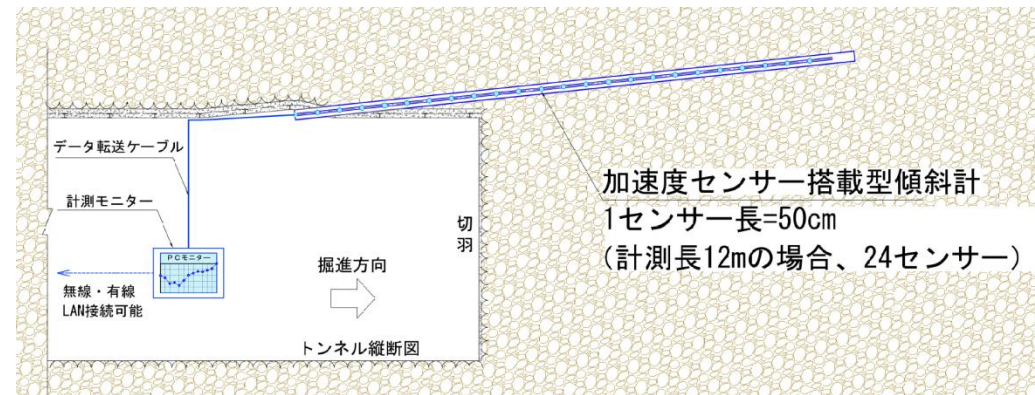 データ転送ケーブル
計測モニター
PCモニター
無線・有線
LAN接続可能
掘進方向
切
羽
トンネル縦断図
加速度センサー搭載型傾斜計
1センサー長=50cm
(計測長12mの場合、24センサー)